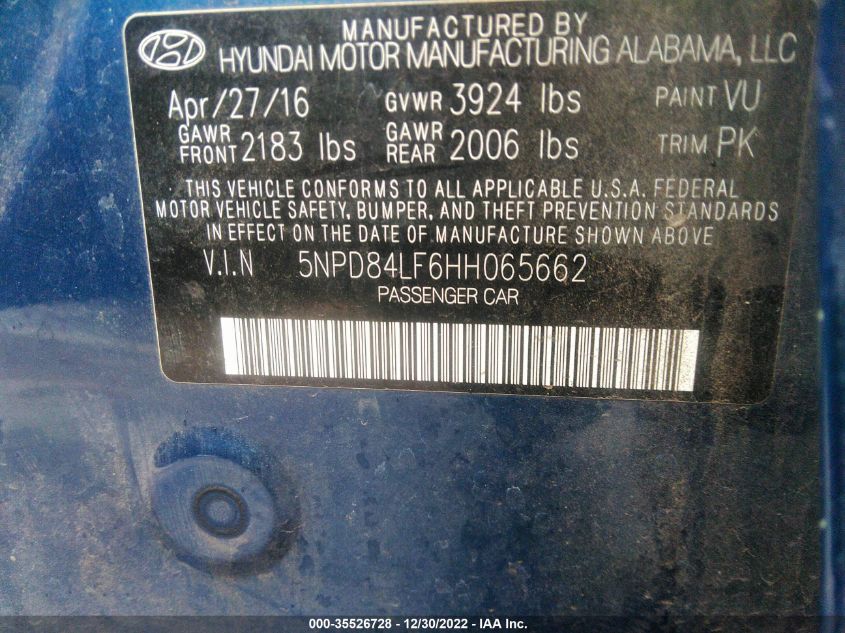 MANUFACTURED BY
HYUNDAI MOTOR MANUFACTURING ALABAMA, LLC
Apr/27/16 GVWR 3924 lbs PAINT VU
GAWR FRONT 2183 lbs GAWR REAR 2006 lbs TRIM PK
THIS VEHICLE CONFORMS TO ALL APPLICABLE U.S.A. FEDERAL
MOTOR VEHICLE SAFETY, BUMPER, AND THEFT PREVENTION STANDARDS
IN EFFECT ON THE DATE OF MANUFACTURE SHOWN ABOVE
V.I.N 5NPD84LF6HH065662
PASSENGER CAR
000-35526728 - 12/30/2022 - IAA Inc.